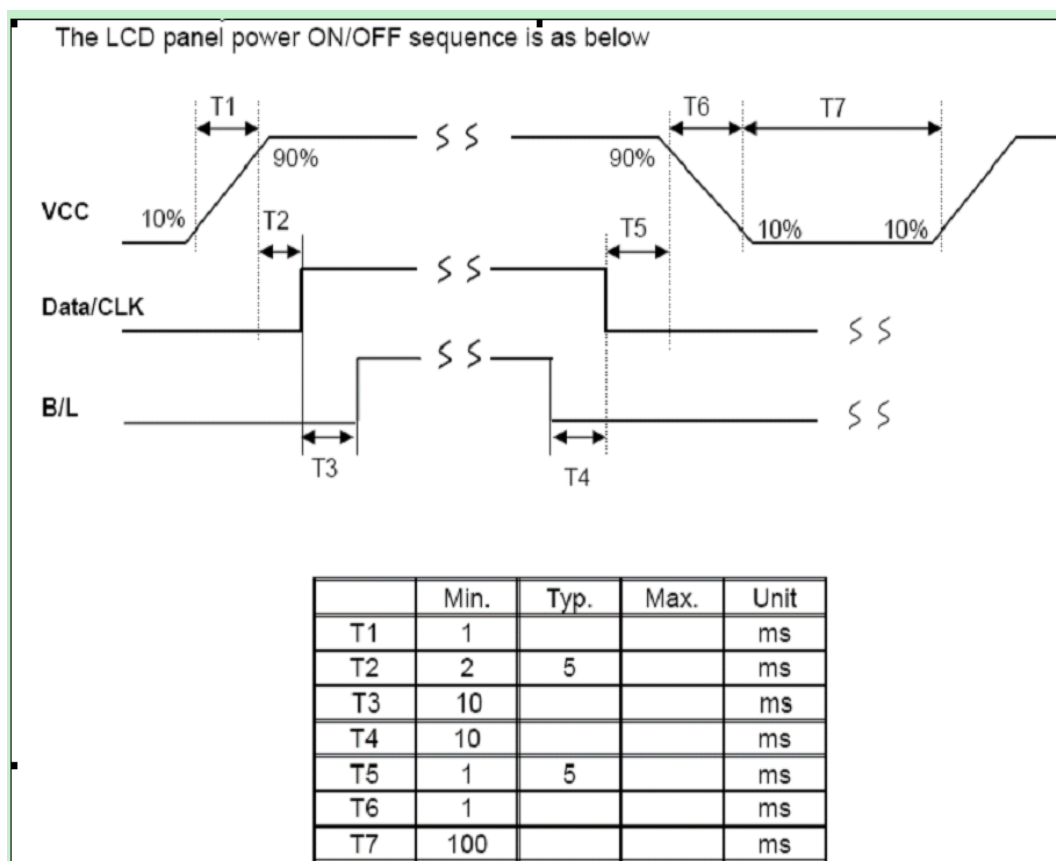 The LCD panel power ON/OFF sequence is as below
T1 T6 T7
90% 90%
VCC 10% T2 T5 10% 10%
Data/CLK
B/L
T3 T4
Min. Typ. Max. Unit
T1 1 ms
T2 2 5 ms
T3 10 ms
T4 10 ms
T5 1 5 ms
T6 1 ms
T7 100 ms